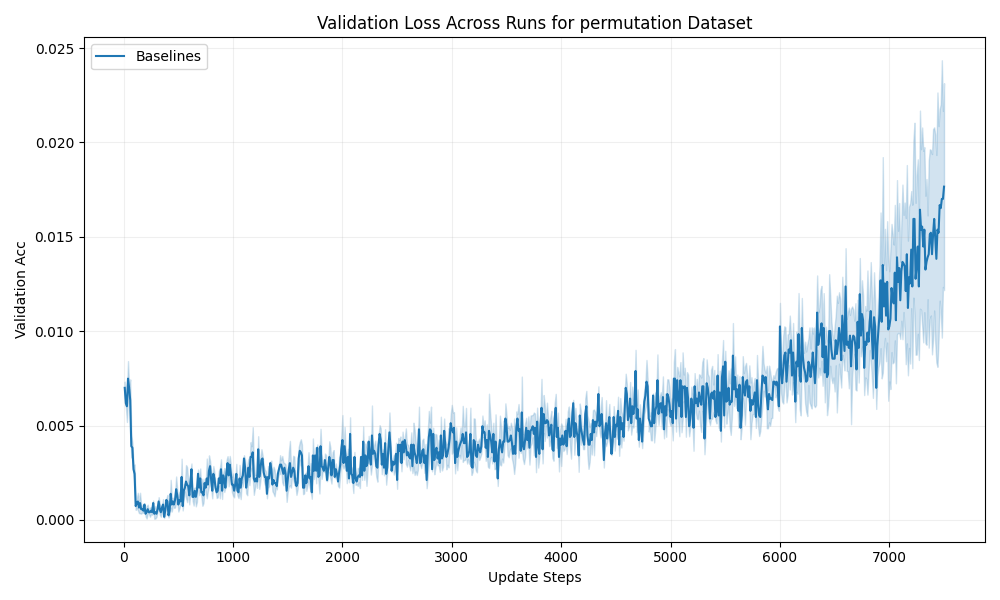 Validation Loss Across Runs for permutation Dataset
Baselines
Validation Acc
0.025
0.020
0.015
0.010
0.005
0.000
0 1000 2000 3000 4000 5000 6000 7000
Update Steps